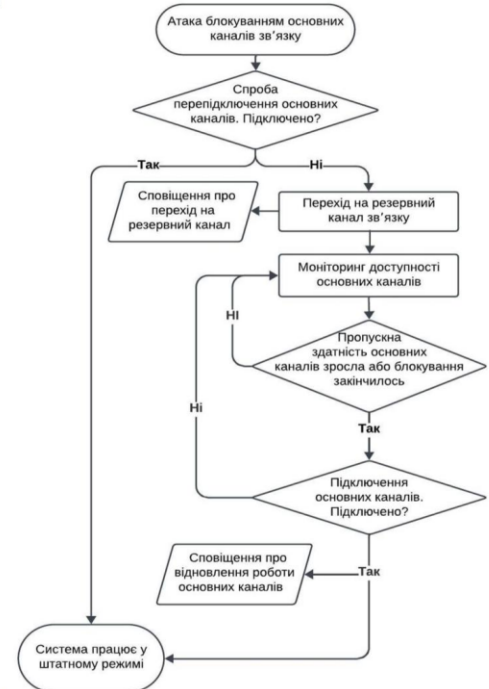 Атака блокуванням основних
каналів зв’язку
Спроба
перепідключення основних
каналів. Підключено?
Так
Ні
Сповіщення про
перехід на
резервний канал
Перехід на резервний
канал зв’язку
Моніторинг доступності
основних каналів
НІ
Пропускна
здатність основних
каналів зросла або блокування
закінчилось
Ні
Так
Підключення
основних каналів.
Підключено?
Сповіщення про
відновлення роботи
основних каналів
Так
Система працює у
штатному режимі